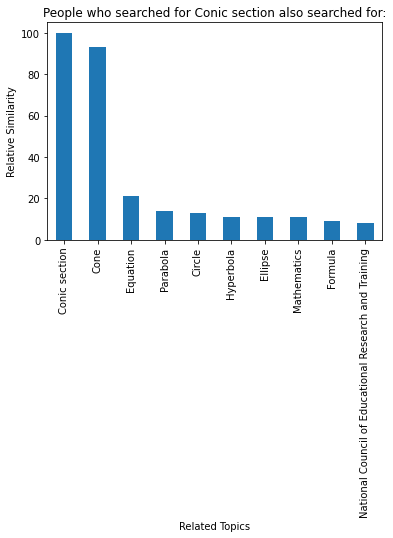 People who searched for Conic section also searched for:
Relative Similarity
100
80
60
40
20
0
Conic section
Cone
Equation
Parabola
Circle
Hyperbola
Ellipse
Mathematics
Formula
National Council of Educational Research and Training
Related Topics